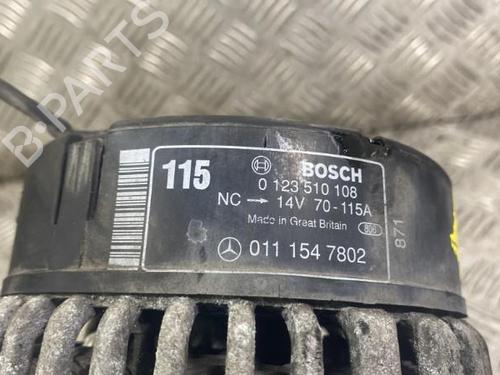 B-PARTS
115
BOSCH
0 123 510 108
NC → 14V 70-115A
Made in Great Britain 806
011 154 7802
871